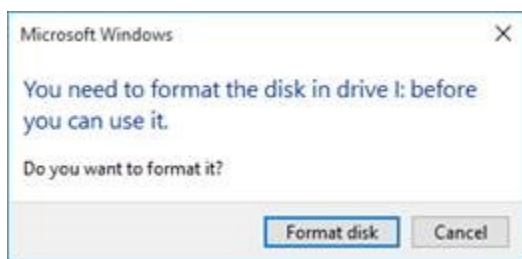 Microsoft Windows
You need to format the disk in drive I: before
you can use it.
Do you want to format it?
Format disk
Cancel